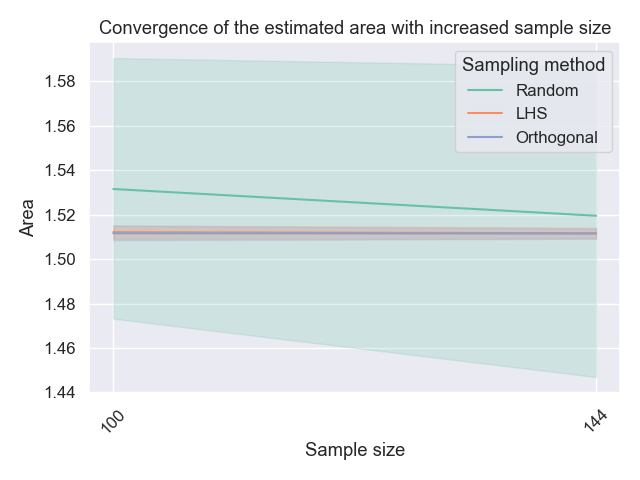 Convergence of the estimated area with increased sample size
Sampling method
Random
LHS
Orthogonal
1.58
1.56
1.54
1.52
1.50
1.48
1.46
1.44
Area
100
144
Sample size